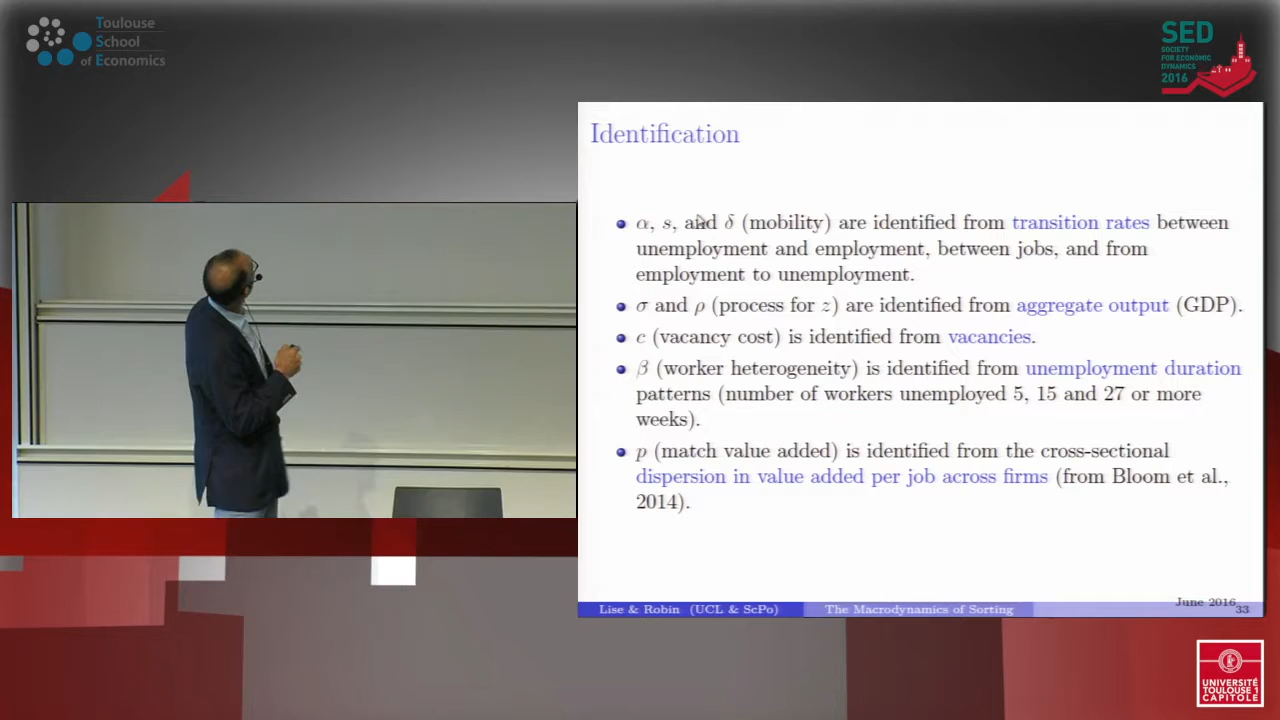 Toulouse
School
of Economics
SED
SOCIETY
FOR ECONOMIC
DYNAMICS
2016
Identification
α, s, and δ (mobility) are identified from transition rates between
unemployment and employment, between jobs, and from
employment to unemployment.
σ and ρ (process for z) are identified from aggregate output (GDP).
c (vacancy cost) is identified from vacancies.
β (worker heterogeneity) is identified from unemployment duration
patterns (number of workers unemployed 5, 15 and 27 or more
weeks).
p (match value added) is identified from the cross-sectional
dispersion in value added per job across firms (from Bloom et al.,
2014).
Lise & Robin (UCL & ScPo) The Macrodynamics of Sorting June 2016 33
UNIVERSITÉ
TOULOUSE 1
CAPITOLE